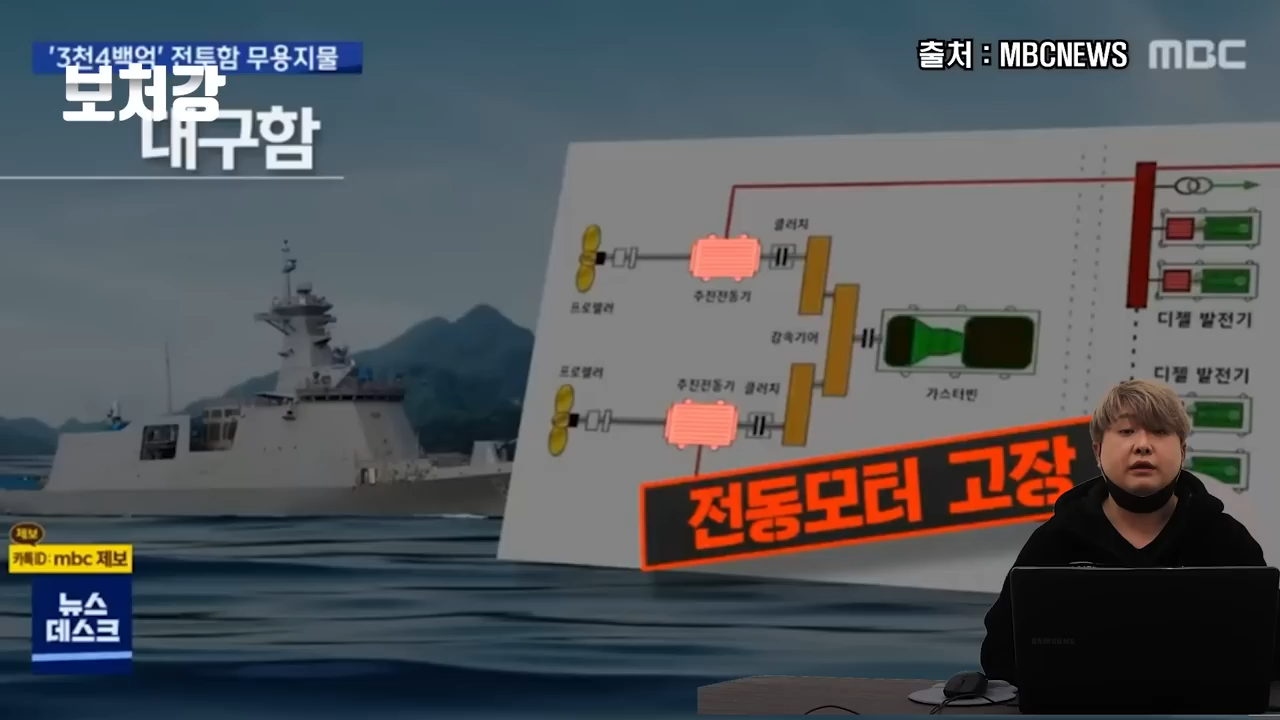 '3천4백억' 전투함 무용지물
출처 : MBCNEWS
MBC
보처강
대구함
클러치
추진전동기
프로펠러
감속기어
디젤 발전기
프로펠러
추진전동기
클러치
가스터빈
디젤 발전기
전동모터 고장
제보
카톡ID: mbc 제보
뉴스
데스크
SAMSUNG